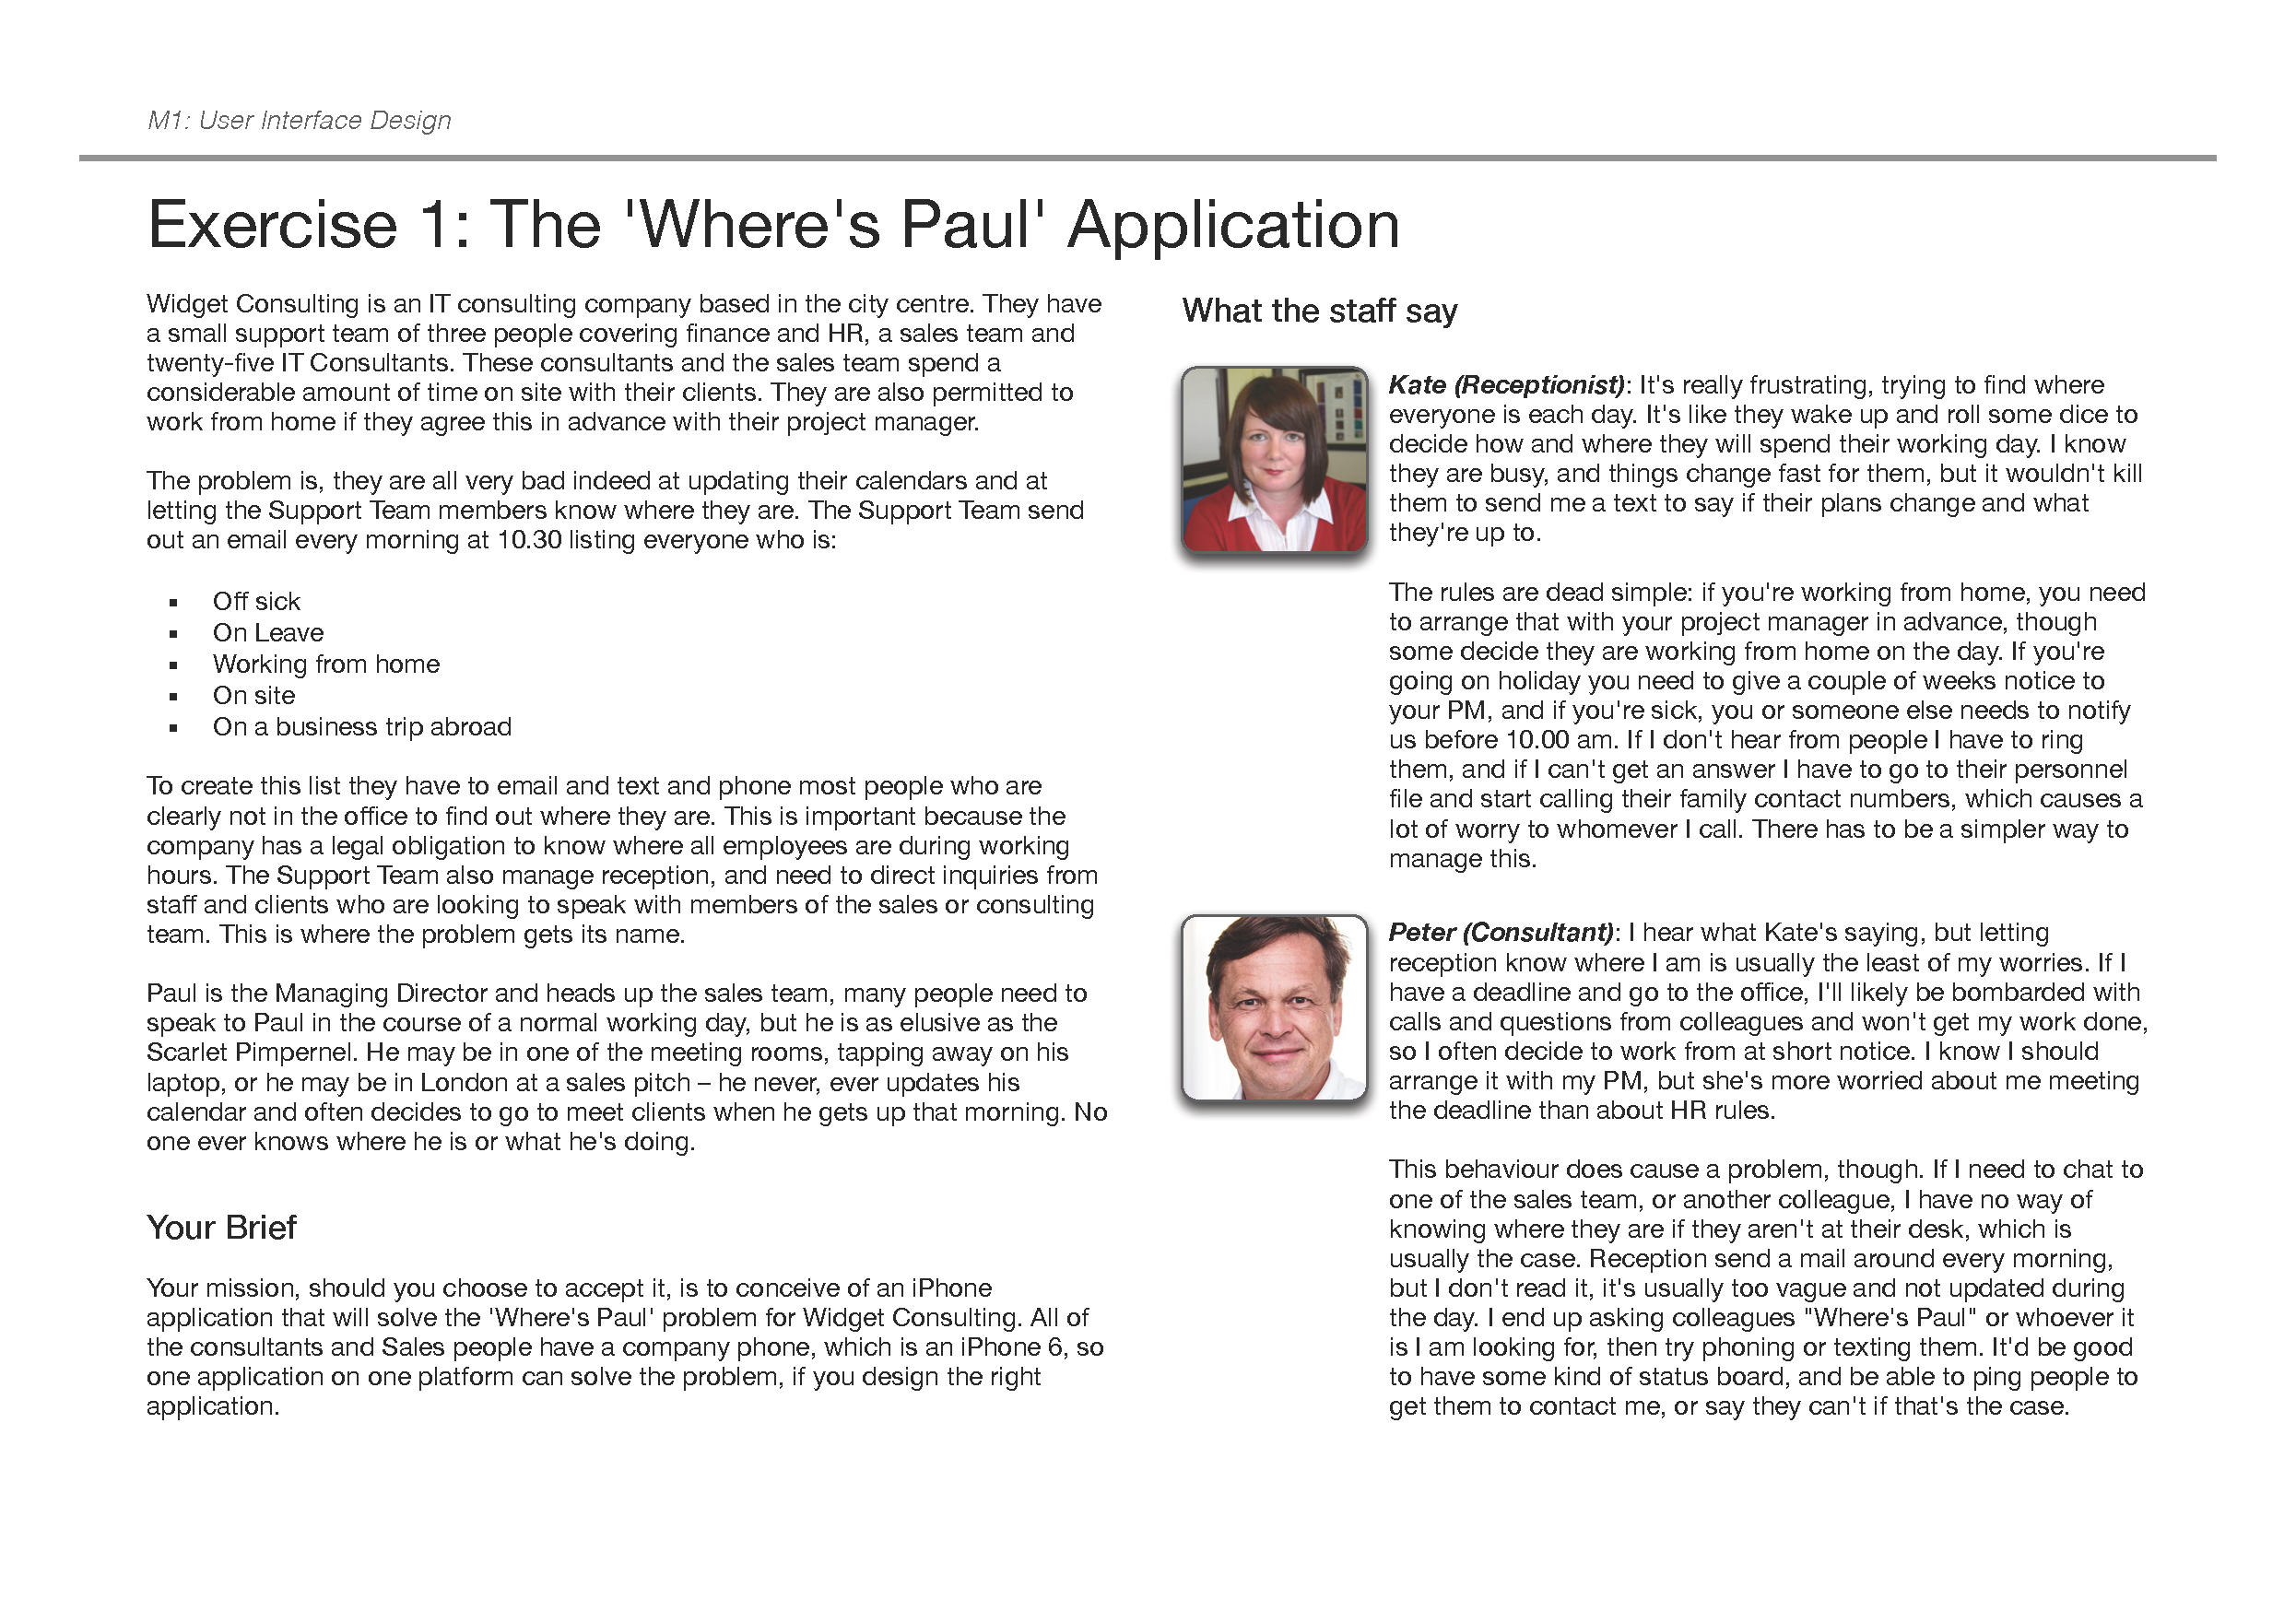 M1: User Interface Design
Exercise 1: The 'Where's Paul' Application
Widget Consulting is an IT consulting company based in the city centre. They have
a small support team of three people covering finance and HR, a sales team and
twenty-five IT Consultants. These consultants and the sales team spend a
considerable amount of time on site with their clients. They are also permitted to
work from home if they agree this in advance with their project manager.
The problem is, they are all very bad indeed at updating their calendars and at
letting the Support Team members know where they are. The Support Team send
out an email every morning at 10.30 listing everyone who is:
▪ Off sick
▪ On Leave
▪ Working from home
▪ On site
▪ On a business trip abroad
To create this list they have to email and text and phone most people who are
clearly not in the office to find out where they are. This is important because the
company has a legal obligation to know where all employees are during working
hours. The Support Team also manage reception, and need to direct inquiries from
staff and clients who are looking to speak with members of the sales or consulting
team. This is where the problem gets its name.
Paul is the Managing Director and heads up the sales team, many people need to
speak to Paul in the course of a normal working day, but he is as elusive as the
Scarlet Pimpernel. He may be in one of the meeting rooms, tapping away on his
laptop, or he may be in London at a sales pitch – he never, ever updates his
calendar and often decides to go to meet clients when he gets up that morning. No
one ever knows where he is or what he's doing.
Your Brief
Your mission, should you choose to accept it, is to conceive of an iPhone
application that will solve the 'Where's Paul' problem for Widget Consulting. All of
the consultants and Sales people have a company phone, which is an iPhone 6, so
one application on one platform can solve the problem, if you design the right
application.
What the staff say
Kate (Receptionist): It's really frustrating, trying to find where
everyone is each day. It's like they wake up and roll some dice to
decide how and where they will spend their working day. I know
they are busy, and things change fast for them, but it wouldn't kill
them to send me a text to say if their plans change and what
they're up to.
The rules are dead simple: if you're working from home, you need
to arrange that with your project manager in advance, though
some decide they are working from home on the day. If you're
going on holiday you need to give a couple of weeks notice to
your PM, and if you're sick, you or someone else needs to notify
us before 10.00 am. If I don't hear from people I have to ring
them, and if I can't get an answer I have to go to their personnel
file and start calling their family contact numbers, which causes a
lot of worry to whomever I call. There has to be a simpler way to
manage this.
Peter (Consultant): I hear what Kate's saying, but letting
reception know where I am is usually the least of my worries. If I
have a deadline and go to the office, I'll likely be bombarded with
calls and questions from colleagues and won't get my work done,
so I often decide to work from at short notice. I know I should
arrange it with my PM, but she's more worried about me meeting
the deadline than about HR rules.
This behaviour does cause a problem, though. If I need to chat to
one of the sales team, or another colleague, I have no way of
knowing where they are if they aren't at their desk, which is
usually the case. Reception send a mail around every morning,
but I don't read it, it's usually too vague and not updated during
the day. I end up asking colleagues "Where's Paul" or whoever it
is I am looking for, then try phoning or texting them. It'd be good
to have some kind of status board, and be able to ping people to
get them to contact me, or say they can't if that's the case.